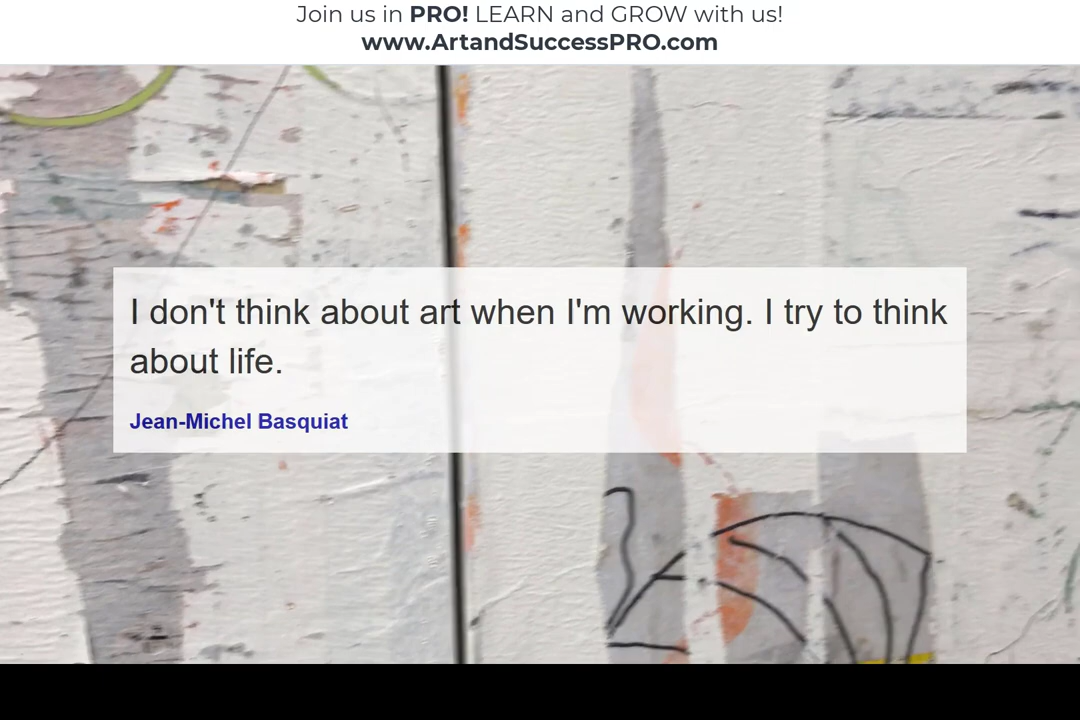 Join us in PRO! LEARN and GROW with us!
www.ArtandSuccessPRO.com
I don't think about art when I'm working. I try to think
about life.
Jean-Michel Basquiat